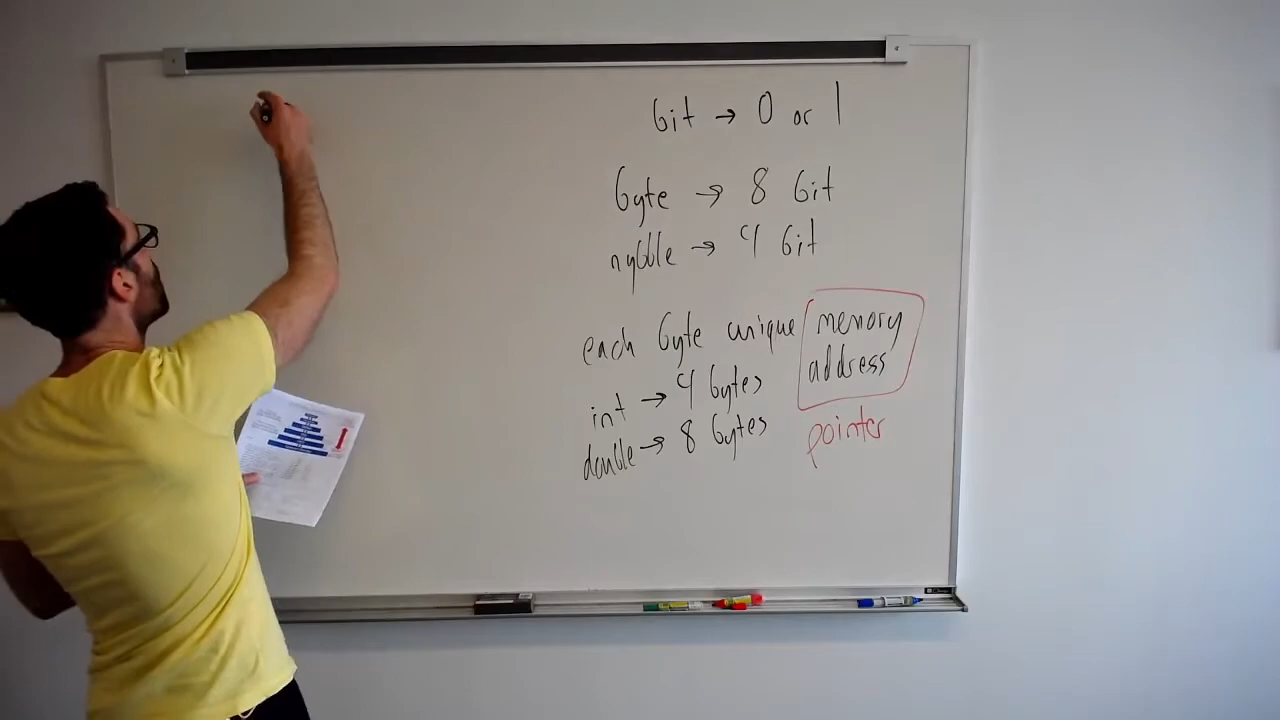 bit → 0 or 1
byte → 8 bit
nybble → 4 bit
each byte unique memory
address
int → 4 bytes
double → 8 bytes
pointer